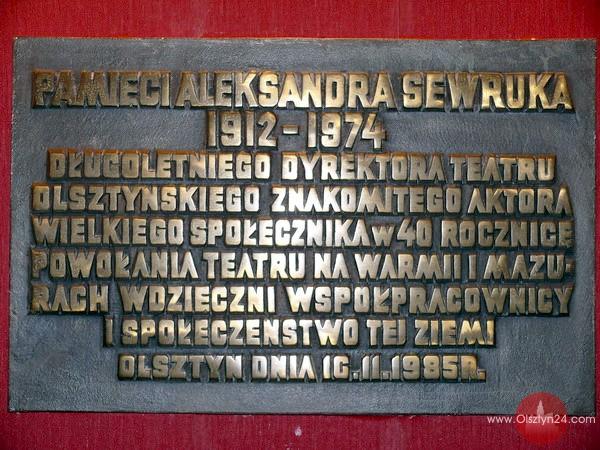 PAMIĘCI ALEKSANDRA SEWRUKA
1912-1974
DŁUGOLETNIEGO DYREKTORA TEATRU
OLSZTYŃSKIEGO ZNAKOMITEGO AKTORA
WIELKIEGO SPOŁECZNIKA w 40 ROCZNICĘ
POWOŁANIA TEATRU NA WARMII I MAZU-
RACH WDZIĘCZNI WSPÓŁPRACOWNICY
I SPOŁECZEŃSTWO TEJ ZIEMI
OLSZTYN DNIA 16.11.1985R.
www.Olsztyn24.com